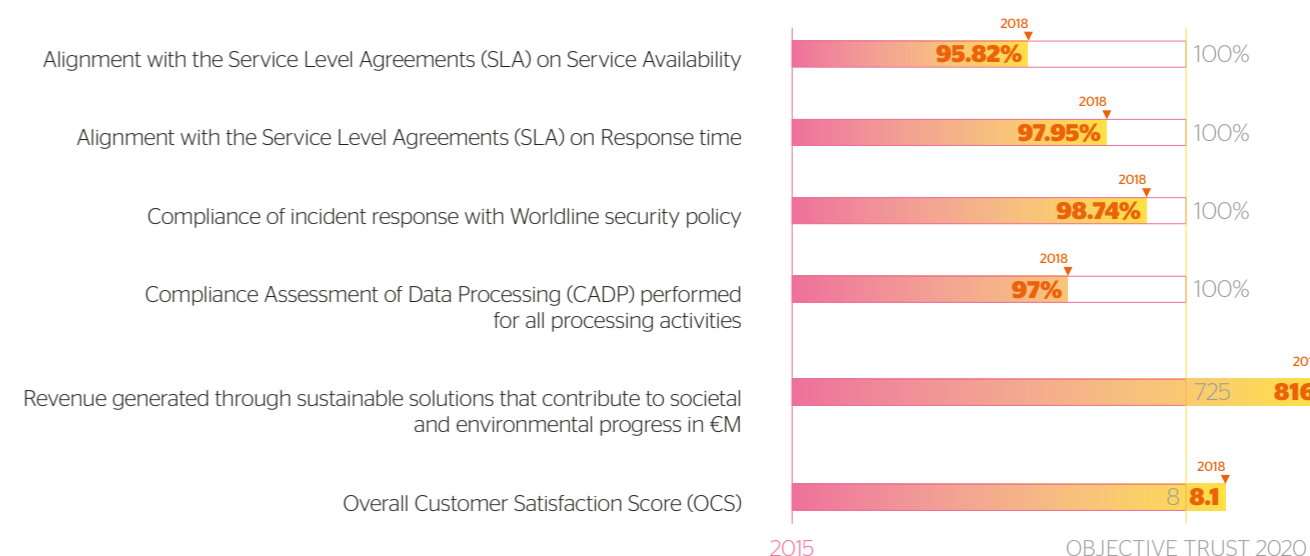 2018
Alignment with the Service Level Agreements (SLA) on Service Availability 95.82% 100%
2018
Alignment with the Service Level Agreements (SLA) on Response time 97.95% 100%
2018
Compliance of incident response with Worldline security policy 98.74% 100%
2018
Compliance Assessment of Data Processing (CADP) performed 97% 100%
for all processing activities
Revenue generated through sustainable solutions that contribute to societal 725 816
and environmental progress in €M
2018
Overall Customer Satisfaction Score (OCS) 8 8.1
2015 OBJECTIVE TRUST 2020